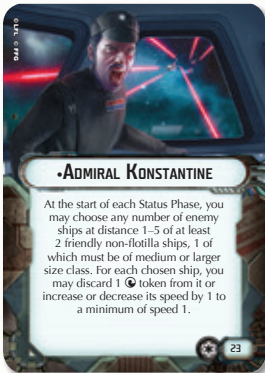 © LFL © FFG
•Admiral Konstantine
At the start of each Status Phase, you
may choose any number of enemy
ships at distance 1–5 of at least
2 friendly non-flotilla ships, 1 of
which must be of medium or larger
size class. For each chosen ship, you
may discard 1 token from it or
increase or decrease its speed by 1 to
a minimum of speed 1.
23